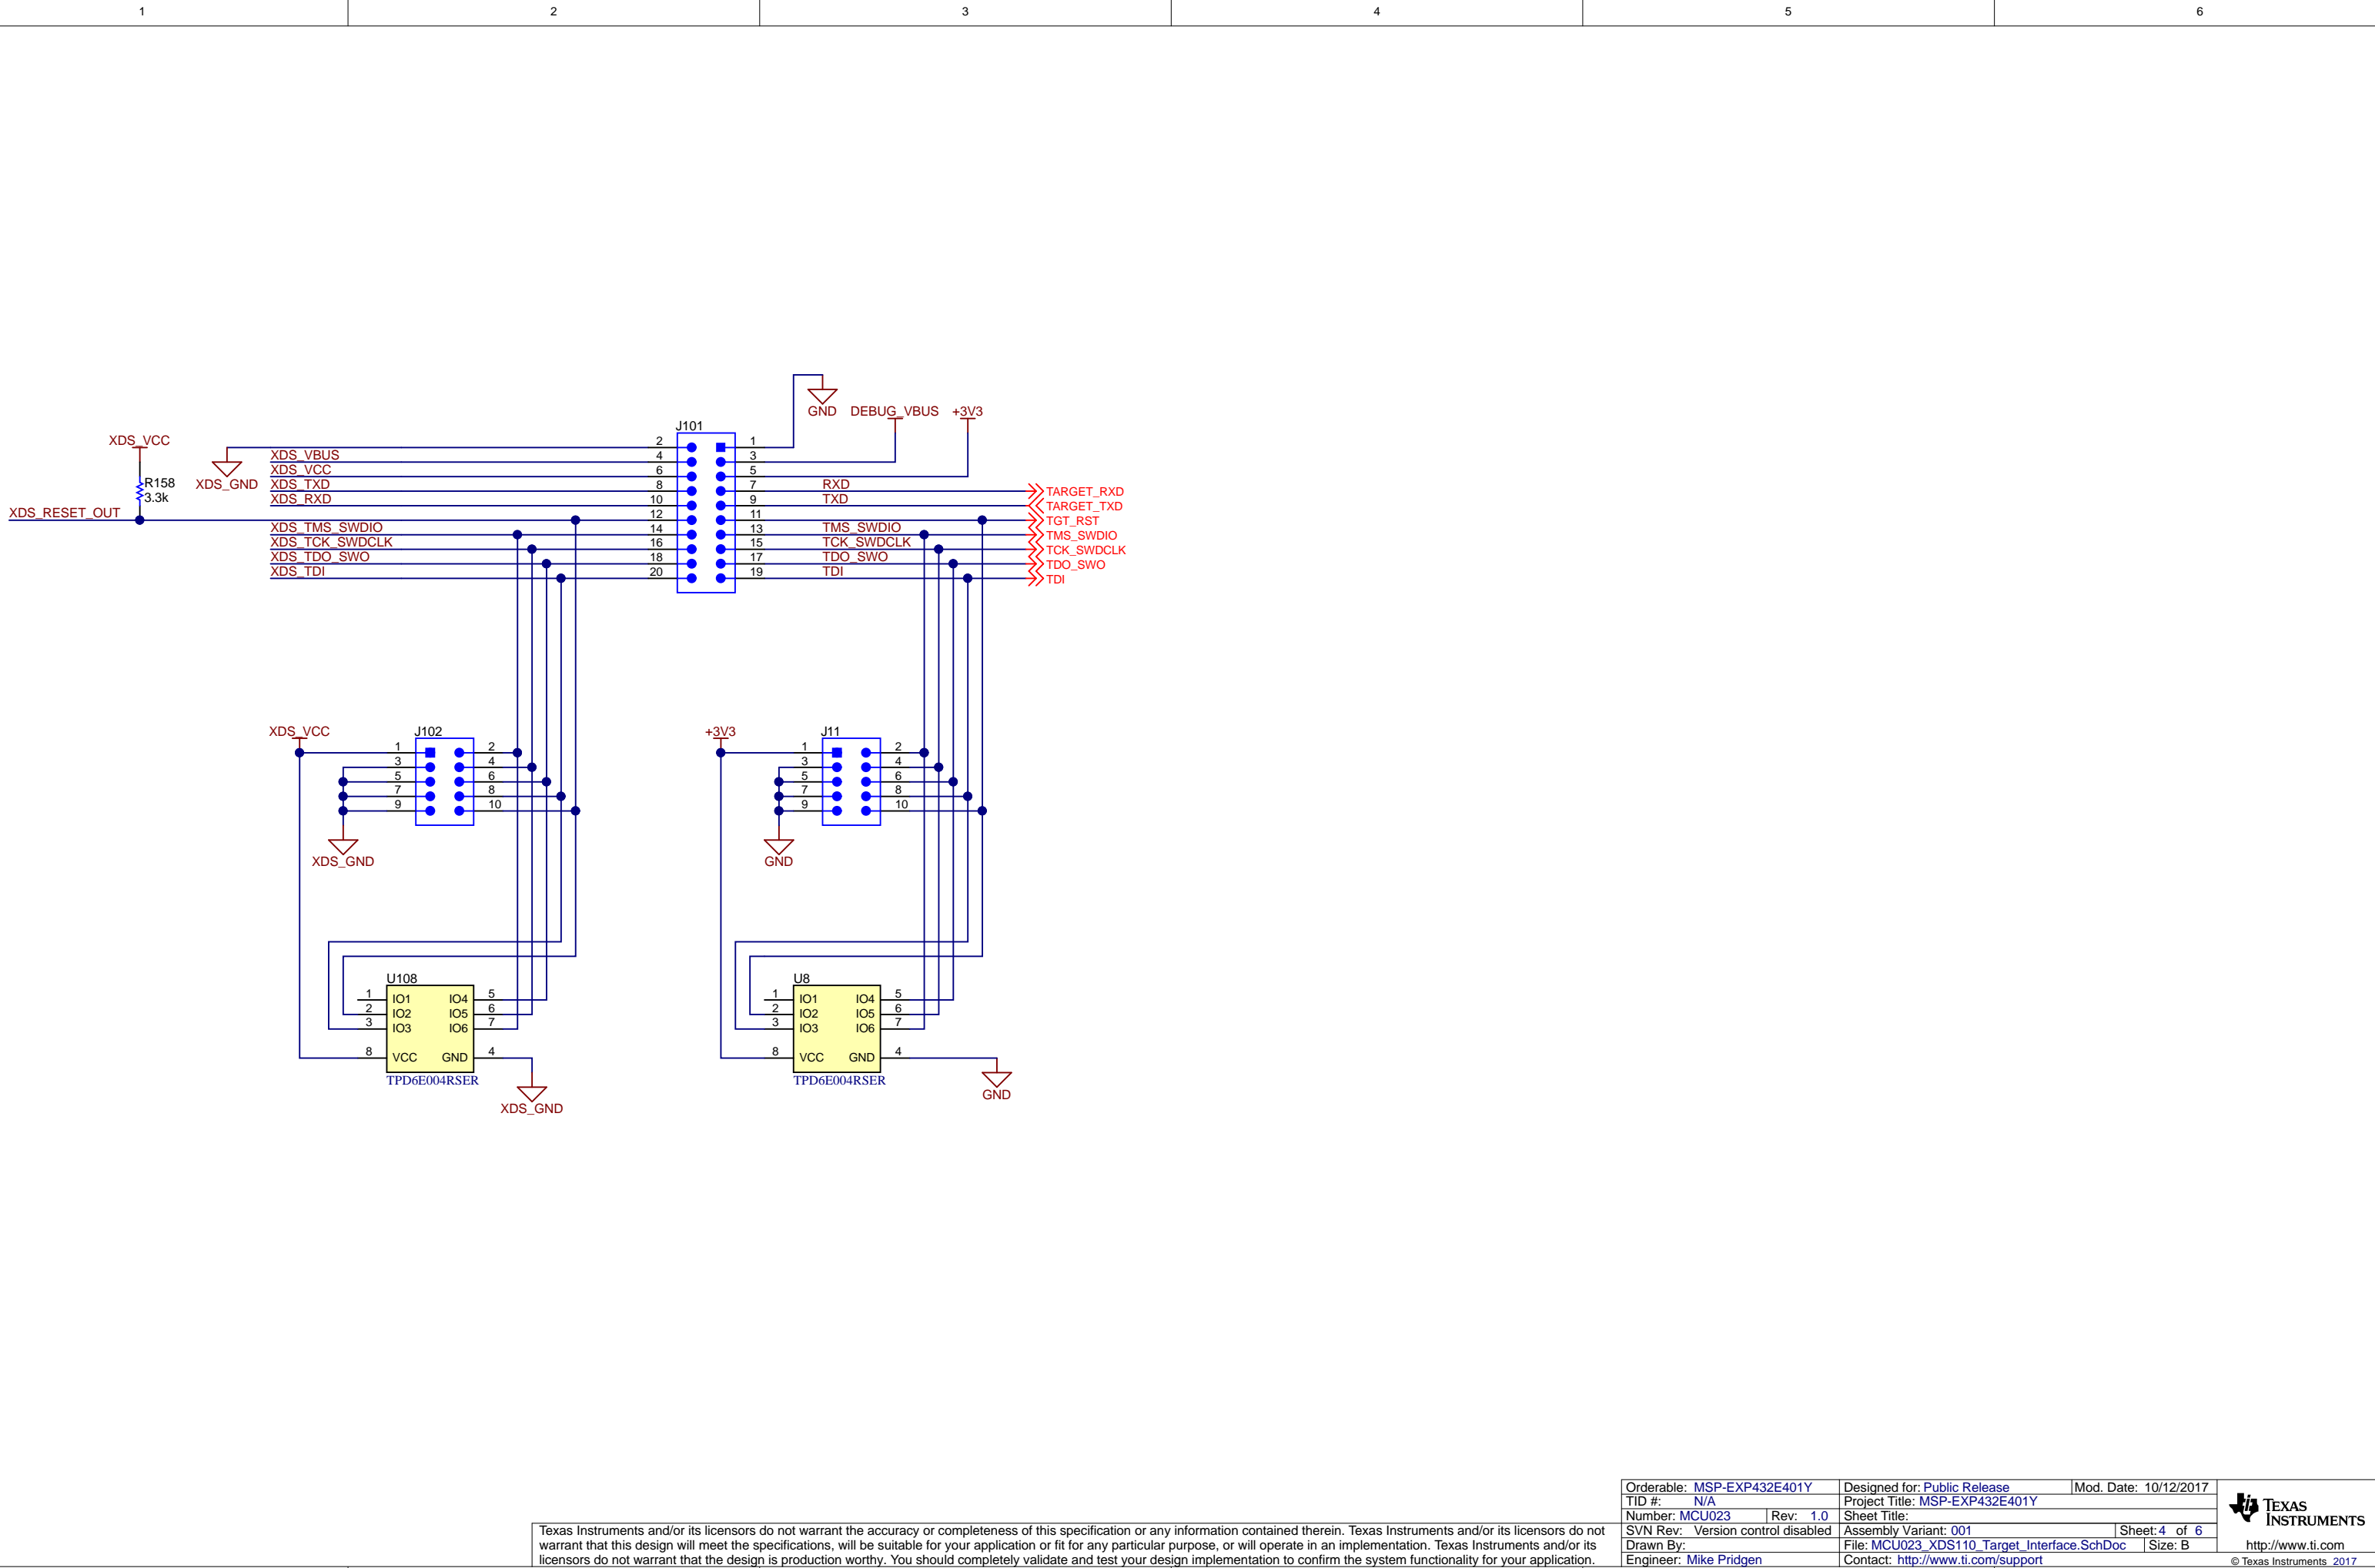 1 2 3 4 5 6
GND DEBUG_VBUS +3V3
J101
XDS_VCC
2 1
XDS_VBUS 4 3
XDS_VCC 6 5
R158 XDS_GND XDS_TXD 8 7 RXD TARGET_RXD
3.3k XDS_RXD 10 9 TXD TARGET_TXD
XDS_RESET_OUT 12 11 TGT_RST
XDS_TMS_SWDIO 14 13 TMS_SWDIO TMS_SWDIO
XDS_TCK_SWDCLK 16 15 TCK_SWDCLK TCK_SWDCLK
XDS_TDO_SWO 18 17 TDO_SWO TDO_SWO
XDS_TDI 20 19 TDI TDI
XDS_VCC J102 +3V3 J11
1 2 1 2
3 4 3 4
5 6 5 6
7 8 7 8
9 10 9 10
XDS_GND GND
U108 U8
1 IO1 IO4 5 1 IO1 IO4 5
2 IO2 IO5 6 2 IO2 IO5 6
3 IO3 IO6 7 3 IO3 IO6 7
8 VCC GND 4 8 VCC GND 4
TPD6E004RSER TPD6E004RSER
XDS_GND GND
Texas Instruments and/or its licensors do not warrant the accuracy or completeness of this specification or any information contained therein. Texas Instruments and/or its licensors do not
warrant that this design will meet the specifications, will be suitable for your application or fit for any particular purpose, or will operate in an implementation. Texas Instruments and/or its
licensors do not warrant that the design is production worthy. You should completely validate and test your design implementation to confirm the system functionality for your application.
Orderable: MSP-EXP432E401Y Designed for: Public Release Mod. Date: 10/12/2017
TID #: N/A Project Title: MSP-EXP432E401Y
Number: MCU023 Rev: 1.0 Sheet Title:
SVN Rev: Version control disabled Assembly Variant: 001 Sheet: 4 of 6
Drawn By: File: MCU023_XDS110_Target_Interface.SchDoc Size: B
Engineer: Mike Pridgen Contact: http://www.ti.com/support
TEXAS
INSTRUMENTS
http://www.ti.com
© Texas Instruments 2017